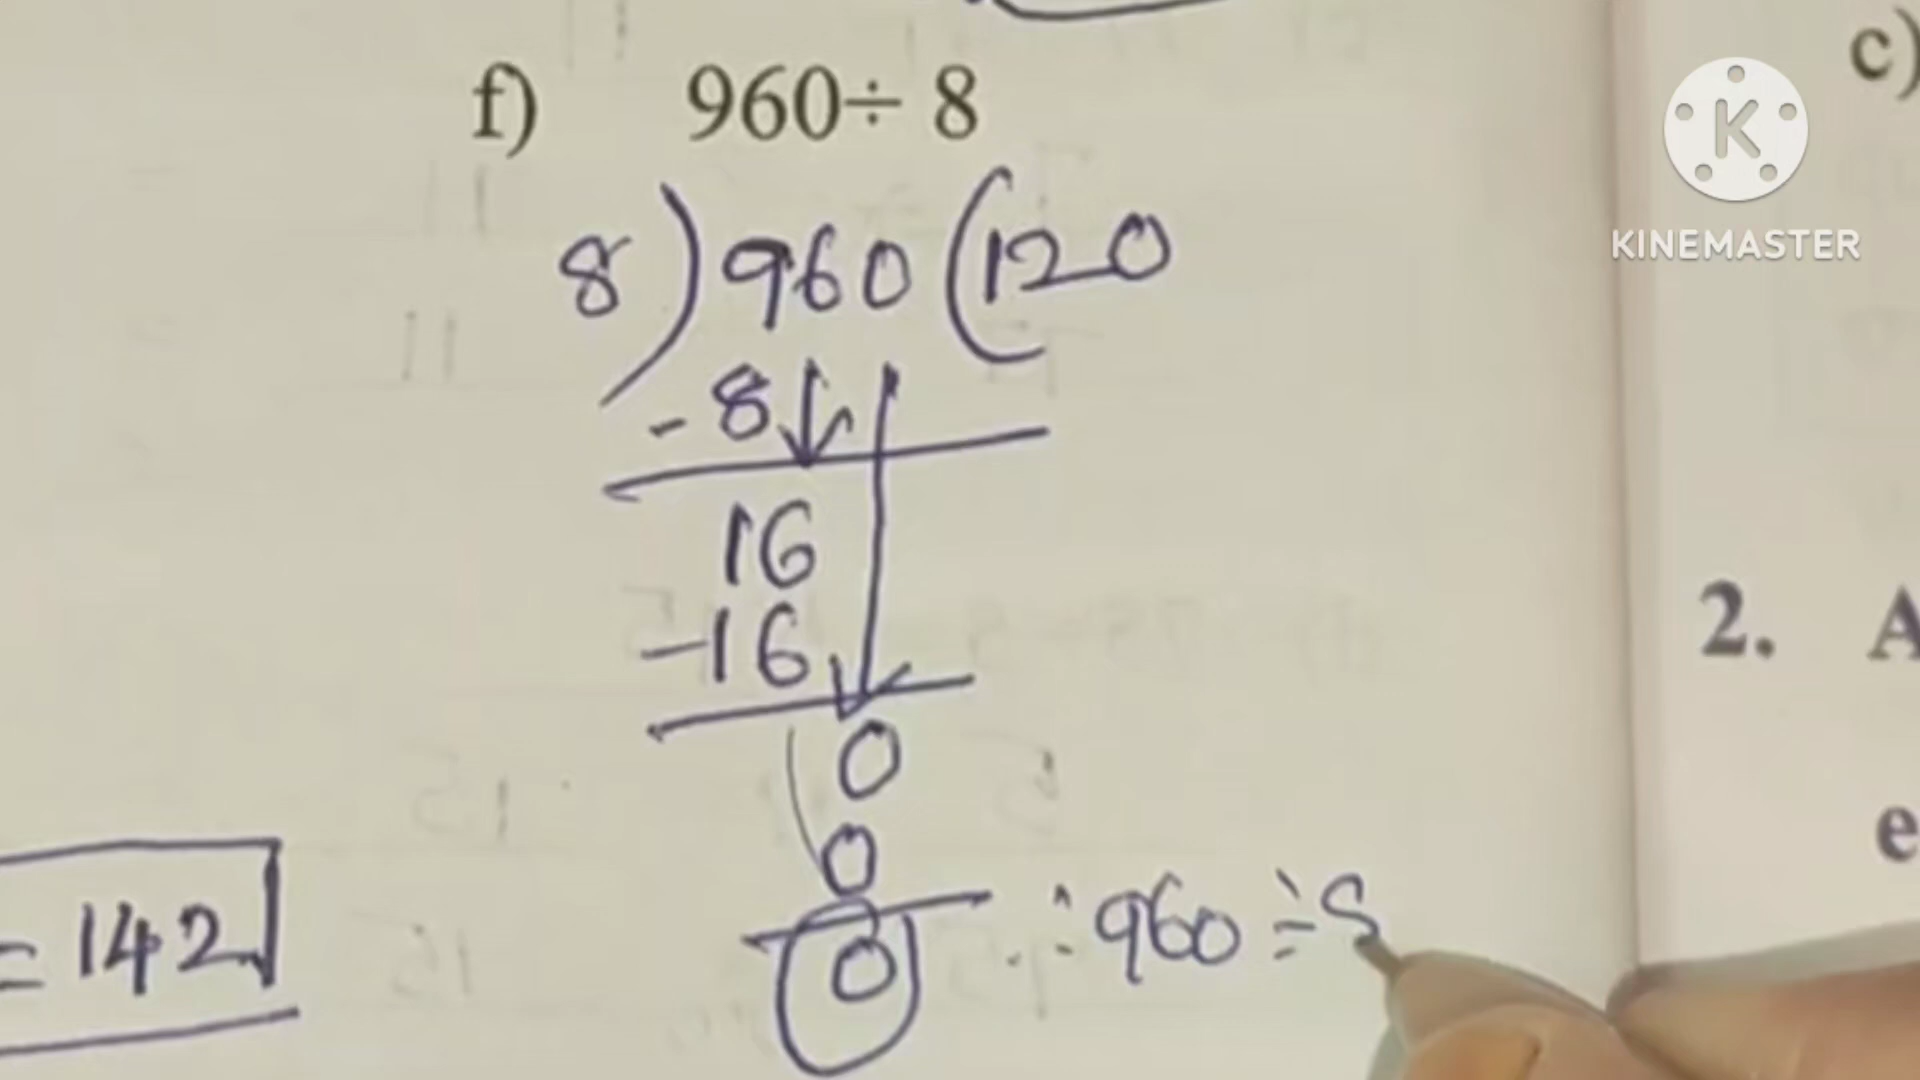 f) 960÷ 8
8)960(120
-8
16
-16
0
0
0
∴960 ÷8
= 142
c)
2. A
e
K
KINEMASTER